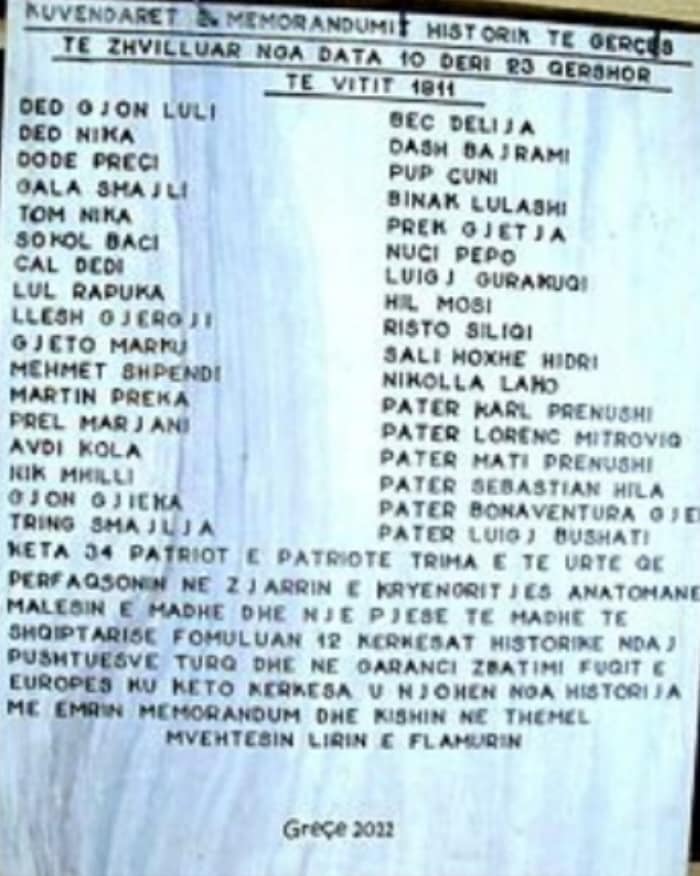 KUVENDARET E MEMORANDUMIT HISTORIK TE GERÇES
TE ZHVILLUAR NGA DATA 10 DERI 23 QERSHOR
TE VITIT 1911
DED GJON LULI
DED NIKA
DODE PRECI
GALA SMAJLI
TOM NIKA
SOKOL BACI
CAL DEDI
LUL RAPUKA
LLESH GJERGJI
GJETO MARKU
MEHMET SHPENDI
MARTIN PREKA
PREL MARJANI
AVDI KOLA
NIK MHILLI
GJON GJIEKA
TRING SMAJLJA
BEC DELIJA
DASH BAJRAMI
PUP CUNI
BINAK LULASHI
PREK GJETJA
NUCI PEPO
LUIGJ GURAKUQI
HIL MOSI
RISTO SILIQI
SALI HOXHE HIDRI
NIKOLLA LAHO
PATER KARL PRENUSHI
PATER LORENC MITROVIQ
PATER MATI PRENUSHI
PATER SEBASTIAN HILA
PATER BONAVENTURA GJE
PATER LUIGJ BUSHATI
KETA 34 PATRIOT E PATRIOTE TRIMA E TE URTE QE
PERFAQSONIN NE ZJARRIN E KRYENGRITJES ANATOMANE
MALESIN E MADHE DHE NJE PJESE TE MADHE TE
SHQIPTARISE FOMULUAN 12 KERKESAT HISTORIKE NDAJ
PUSHTUESVE TURQ DHE NE GARANCI ZBATIMI FUQIT E
EUROPES KU KETO KERKESA U NJOHEN NGA HISTORIJA
ME EMRIN MEMORANDUM DHE KISHIN NE THEMEL
MVEHTESIN LIRIN E FLAMURIN
Greçe 2022